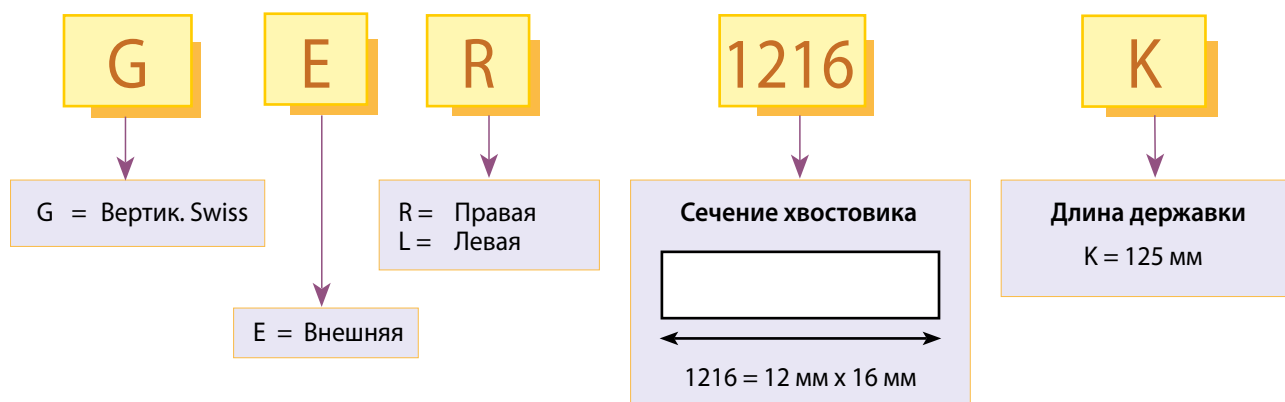 G E R 1216 K
G = Вертик. Swiss
E = Внешняя
R = Правая
L = Левая
Сечение хвостовика
1216 = 12 мм x 16 мм
Длина державки
K = 125 мм